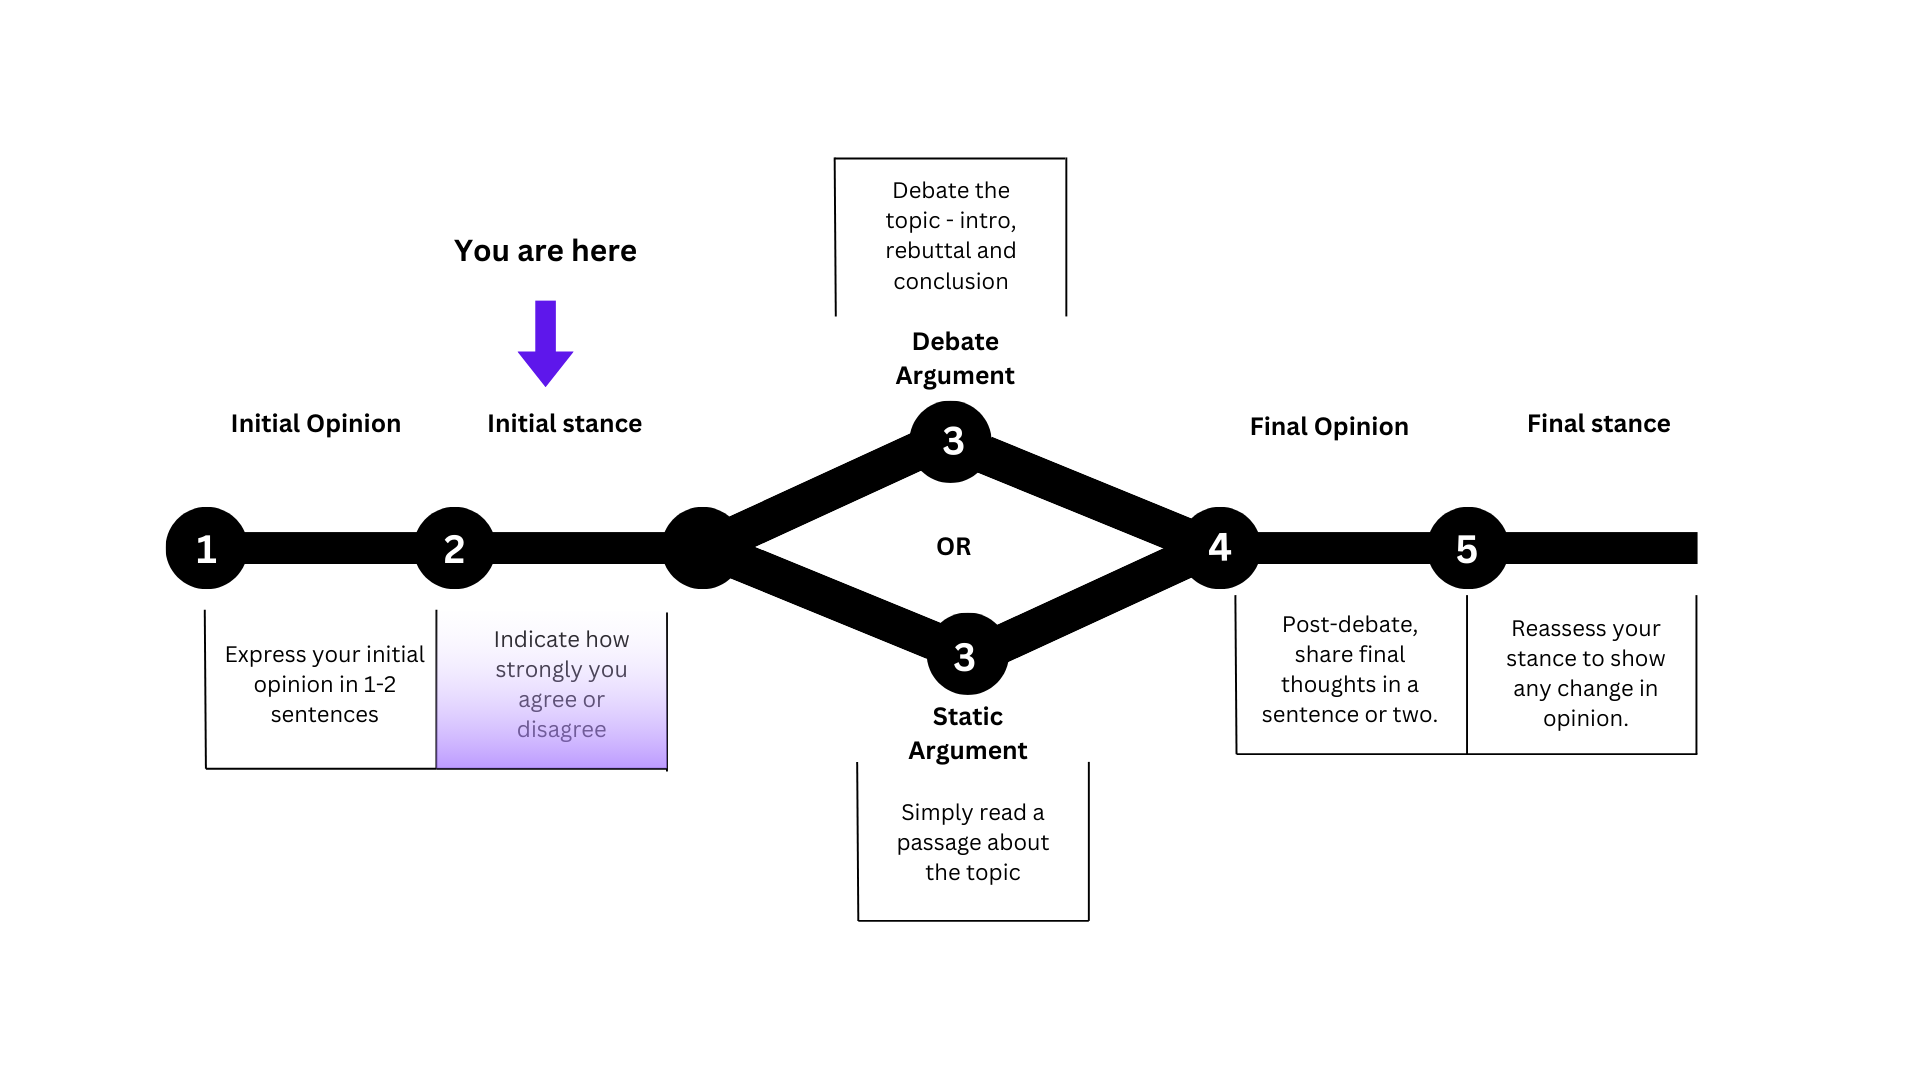 You are here
Initial Opinion
Initial stance
1
2
Express your initial
opinion in 1-2
sentences
Indicate how
strongly you
agree or
disagree
Debate the
topic - intro,
rebuttal and
conclusion
Debate
Argument
3
OR
3
Static
Argument
Simply read a
passage about
the topic
Final Opinion
Final stance
4
5
Post-debate,
share final
thoughts in a
sentence or two.
Reassess your
stance to show
any change in
opinion.